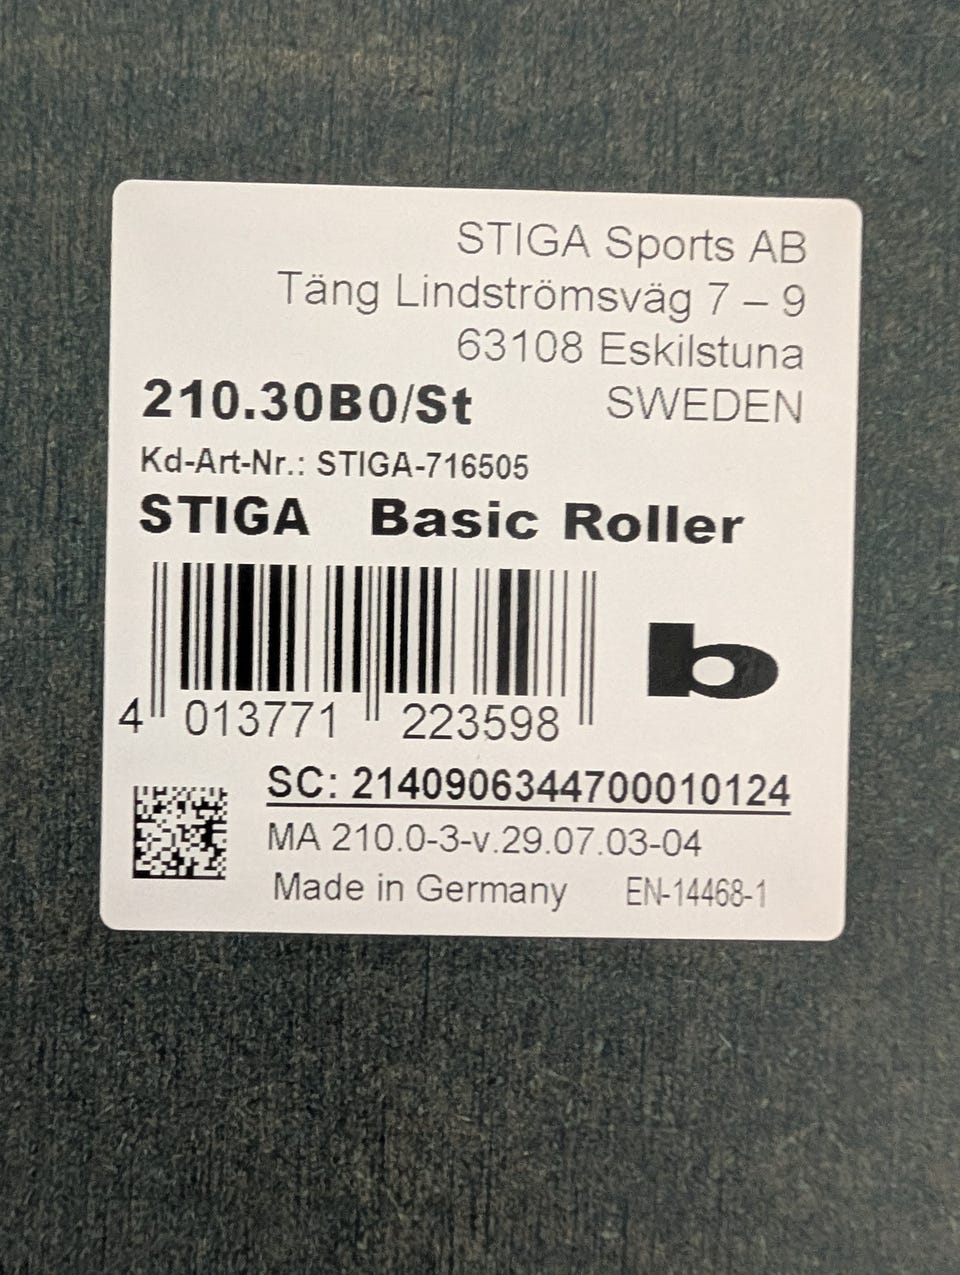 STIGA Sports AB
Täng Lindströmsväg 7 – 9
63108 Eskilstuna
SWEDEN
210.30B0/St
Kd-Art-Nr.: STIGA-716505
STIGA Basic Roller
b
4 013771 223598
SC: 2140906344700010124
MA 210.0-3-v.29.07.03-04
Made in Germany EN-14468-1